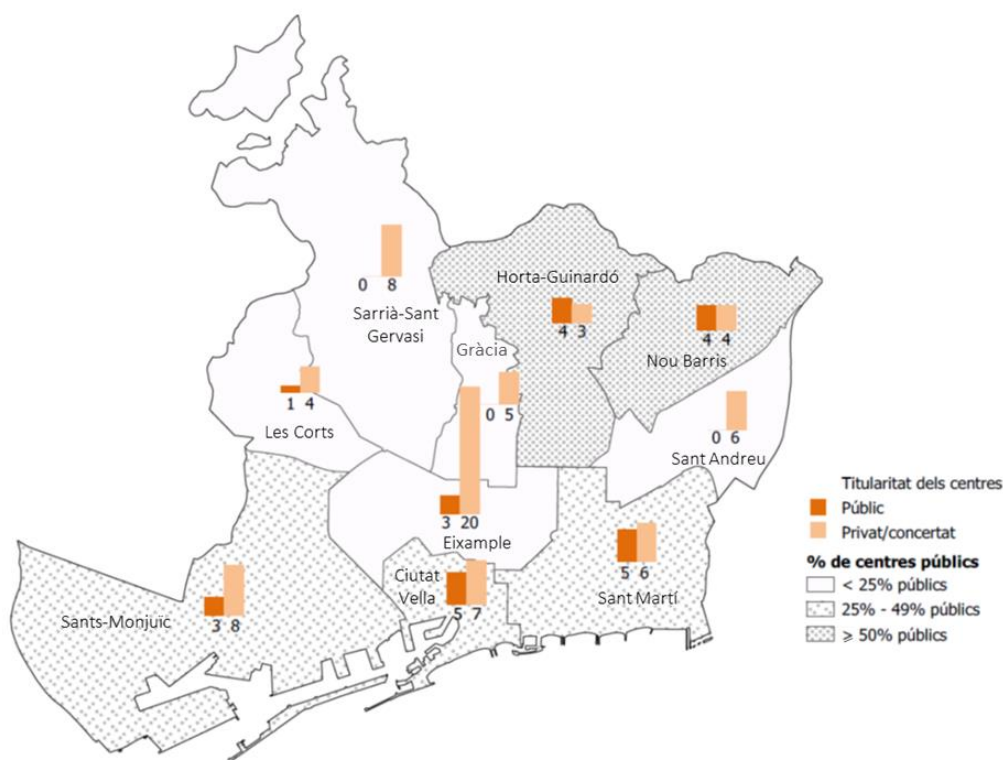 0 8
Sarrià-Sant
Gervasi
Horta-Guinardó
4 3
4 4
Nou Barris
Gràcia
0 5
1 4
Les Corts
0 6
Sant Andreu
3 20
Eixample
5 6
Sant Martí
Ciutat
Vella
5 7
3 8
Sants-Monjuïc
Titularitat dels centres
Públic
Privat/concertat
% de centres públics
< 25% públics
25% - 49% públics
⩾ 50% públics